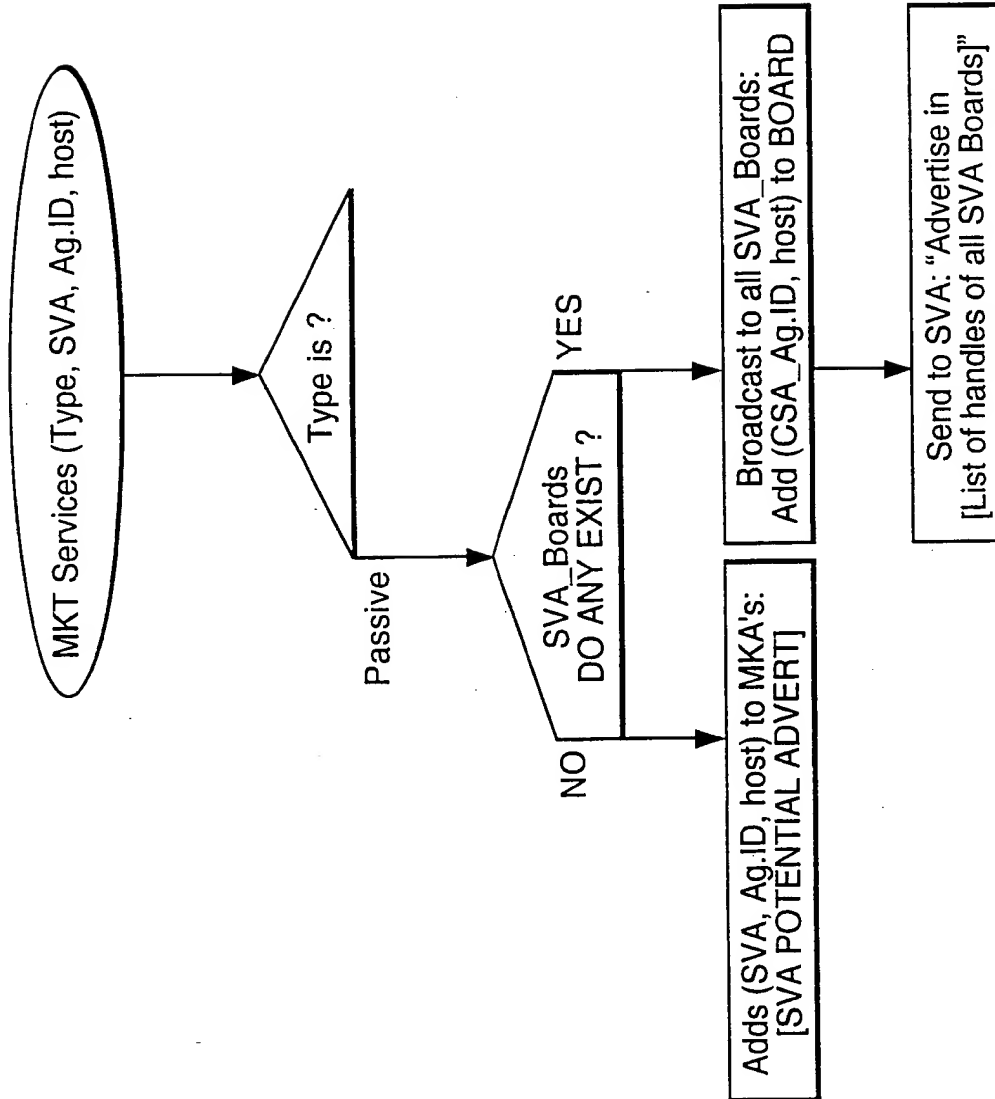 MKT Services (Type, SVA, Ag.ID, host)
Type is ?
Passive
SVA_Boards
DO ANY EXIST ?
NO
YES
Adds (SVA, Ag.ID, host) to MKA's:
[SVA POTENTIAL ADVERT]
Broadcast to all SVA_Boards:
Add (CSA_Ag.ID, host) to BOARD
Send to SVA: “Advertise in
[List of handles of all SVA Boards]”